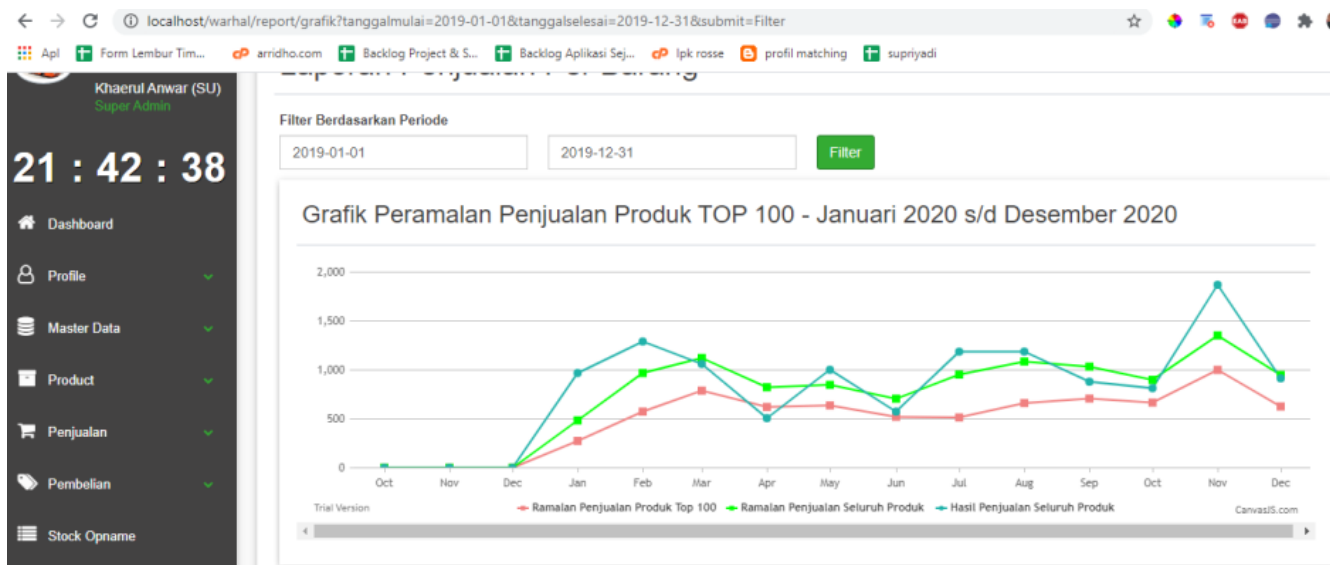 localhost/warhal/report/grafik?tanggalmulai=2019-01-01&tanggalselesai=2019-12-31&submit=Filter
Apl Form Lembur Tim... arridho.com Backlog Project & S... Backlog Aplikasi Sej... lpk rosse profil matching supriyadi
Laporan Penjualan Per Barang
Khaerul Anwar (SU)
Super Admin
21 : 42 : 38
Dashboard
Profile
Master Data
Product
Penjualan
Pembelian
Stock Opname
Filter Berdasarkan Periode
2019-01-01 2019-12-31 Filter
Grafik Peramalan Penjualan Produk TOP 100 - Januari 2020 s/d Desember 2020
2,000
1,500
1,000
500
0
Oct Nov Dec Jan Feb Mar Apr May Jun Jul Aug Sep Oct Nov Dec
Trial Version Ramalan Penjualan Produk Top 100 Ramalan Penjualan Seluruh Produk Hasil Penjualan Seluruh Produk CanvasJS.com